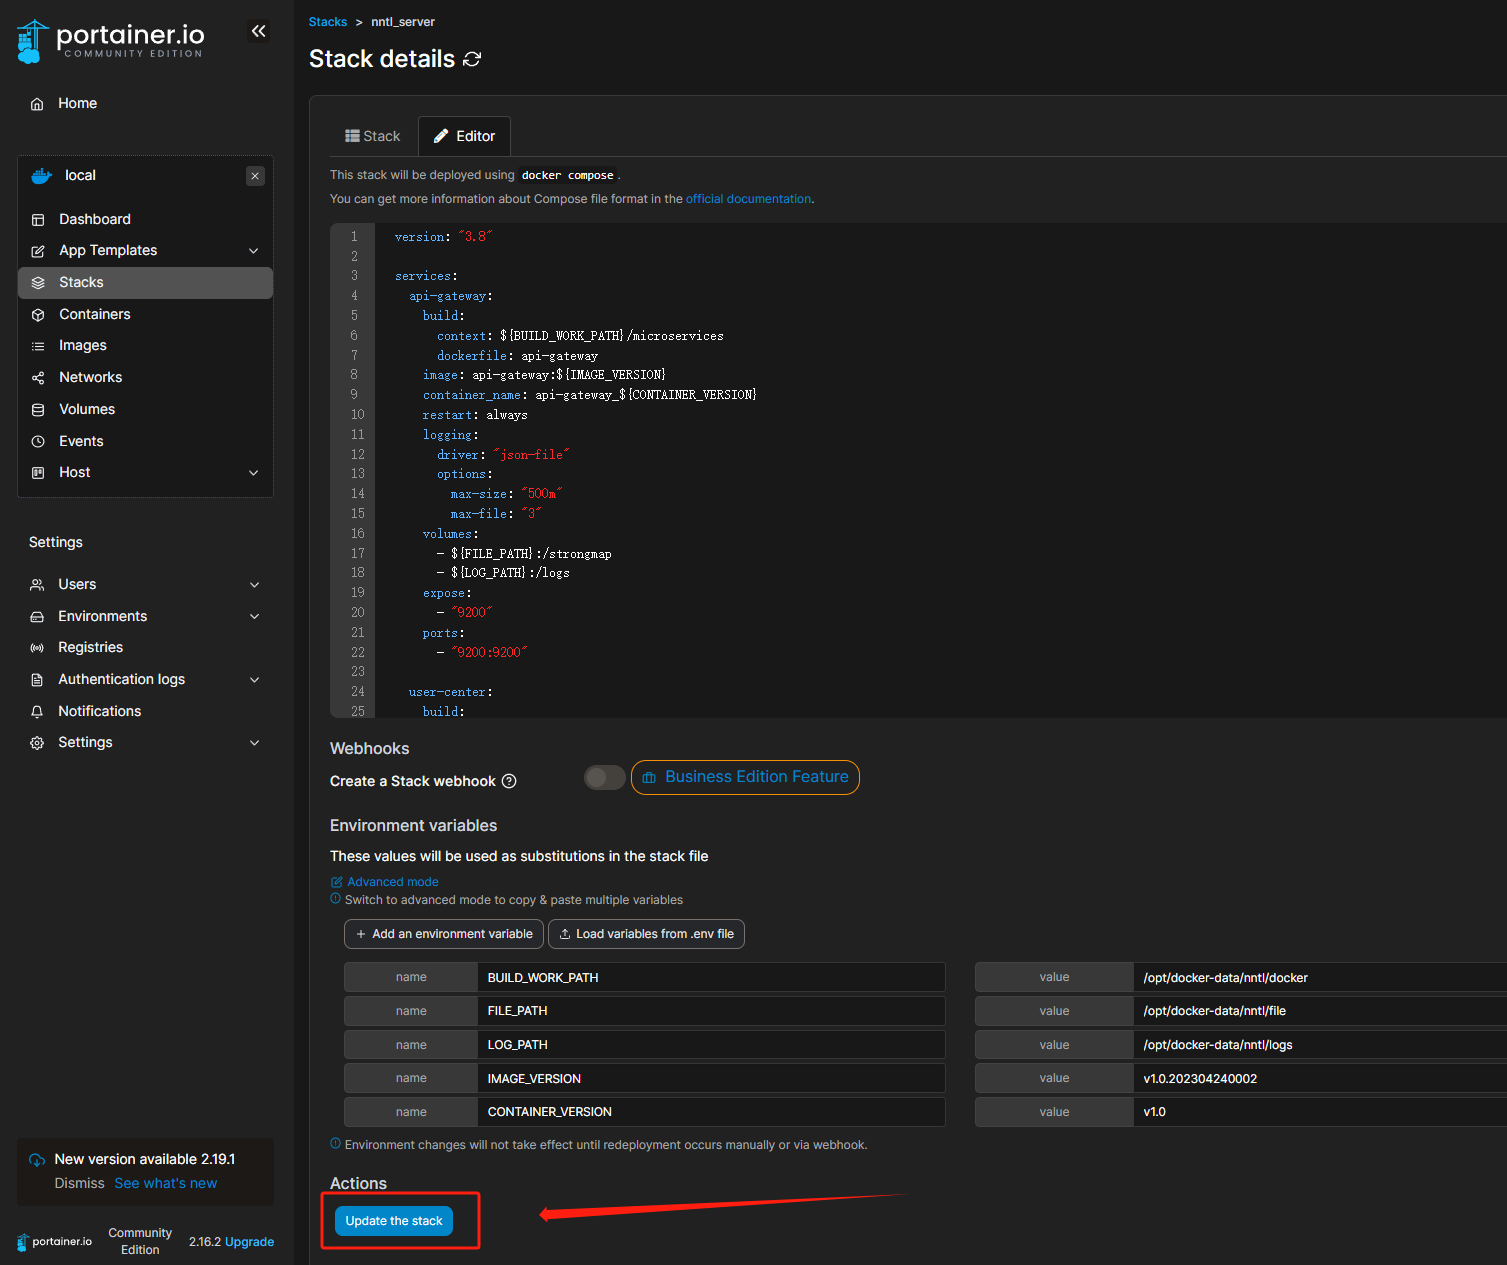 portainer.io
COMMUNITY EDITION
Home
local
Dashboard
App Templates
Stacks
Containers
Images
Networks
Volumes
Events
Host
Settings
Users
Environments
Registries
Authentication logs
Notifications
Settings
New version available 2.19.1
Dismiss See what's new
portainer.io Community Edition 2.16.2 Upgrade
Stacks > nntl_server
Stack details
Stack Editor
This stack will be deployed using docker compose .
You can get more information about Compose file format in the official documentation.
1 version: "3.8"
2
3 services:
4   api-gateway:
5     build:
6       context: ${BUILD_WORK_PATH}/microservices
7       dockerfile: api-gateway
8     image: api-gateway:${IMAGE_VERSION}
9     container_name: api-gateway_${CONTAINER_VERSION}
10     restart: always
11     logging:
12       driver: "json-file"
13       options:
14         max-size: "500m"
15         max-file: "3"
16     volumes:
17       - ${FILE_PATH}:/strongmap
18       - ${LOG_PATH}:/logs
19     expose:
20       - "9200"
21     ports:
22       - "9200:9200"
23
24   user-center:
25     build:
Webhooks
Create a Stack webhook Business Edition Feature
Environment variables
These values will be used as substitutions in the stack file
Advanced mode
Switch to advanced mode to copy & paste multiple variables
+ Add an environment variable Load variables from .env file
name BUILD_WORK_PATH value /opt/docker-data/nntl/docker
name FILE_PATH value /opt/docker-data/nntl/file
name LOG_PATH value /opt/docker-data/nntl/logs
name IMAGE_VERSION value v1.0.202304240002
name CONTAINER_VERSION value v1.0
Environment changes will not take effect until redeployment occurs manually or via webhook.
Actions
Update the stack